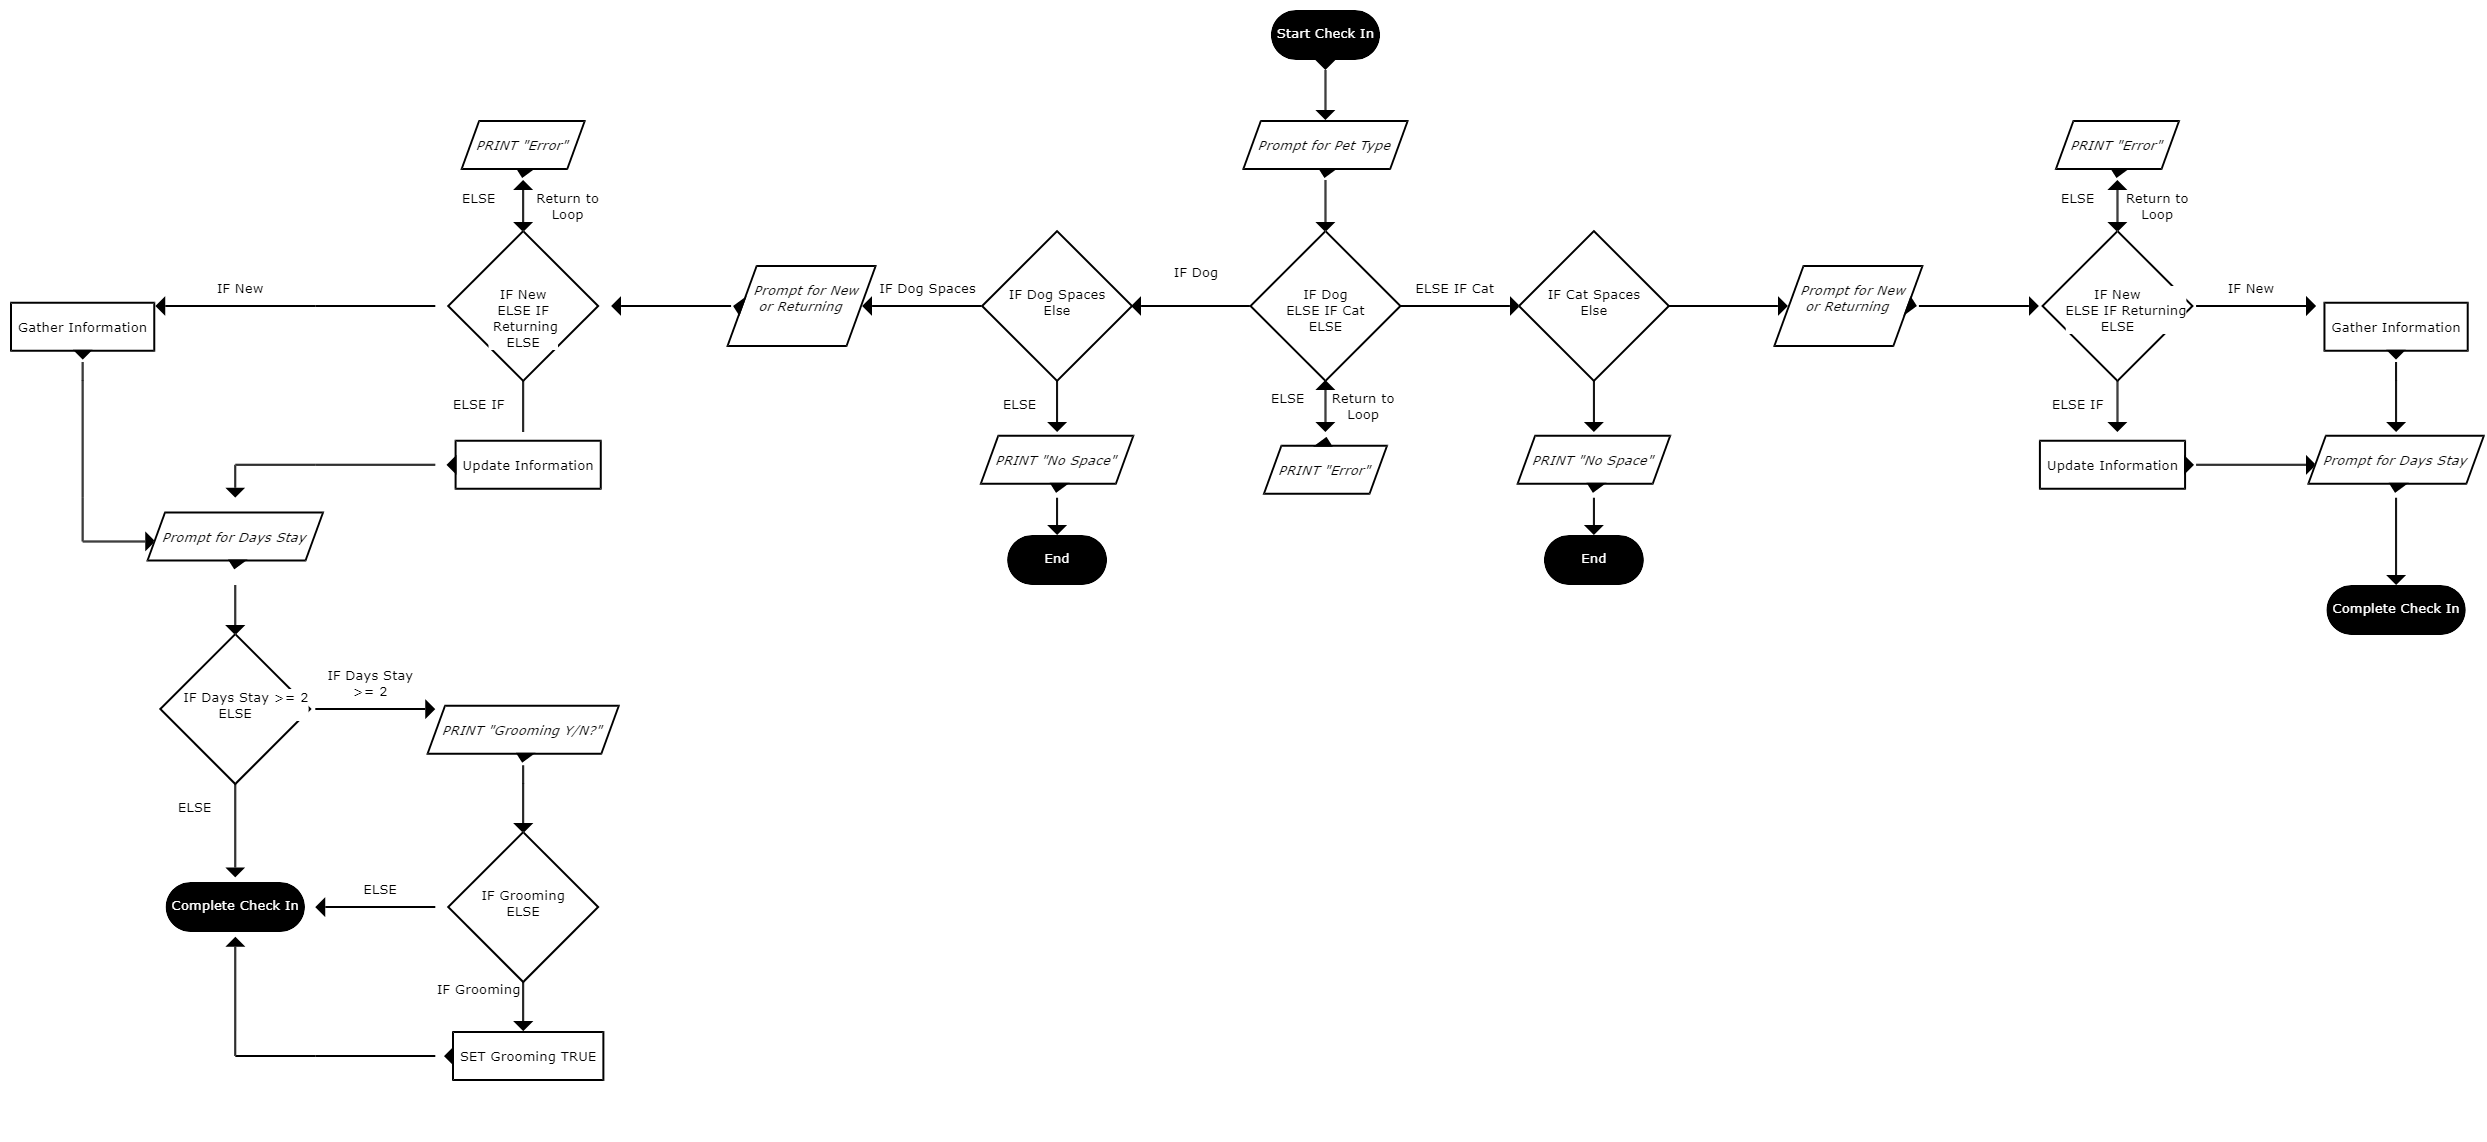 Start Check In
PRINT "Error"
Prompt for Pet Type
PRINT "Error"
ELSE
Return to
Loop
ELSE
Return to
Loop
IF New
IF New
ELSE IF
Returning
ELSE
Prompt for New
or Returning
IF Dog Spaces
IF Dog Spaces
Else
IF Dog
IF Dog
ELSE IF Cat
ELSE
ELSE IF Cat
IF Cat Spaces
Else
Prompt for New
or Returning
IF New
ELSE IF Returning
ELSE
IF New
Gather Information
Gather Information
ELSE IF
ELSE
ELSE
Return to
Loop
ELSE IF
Update Information
PRINT "No Space"
PRINT "Error"
PRINT "No Space"
Update Information
Prompt for Days Stay
Prompt for Days Stay
End
End
Complete Check In
IF Days Stay >= 2
ELSE
IF Days Stay
>= 2
PRINT "Grooming Y/N?"
ELSE
Complete Check In
ELSE
IF Grooming
ELSE
IF Grooming
SET Grooming TRUE